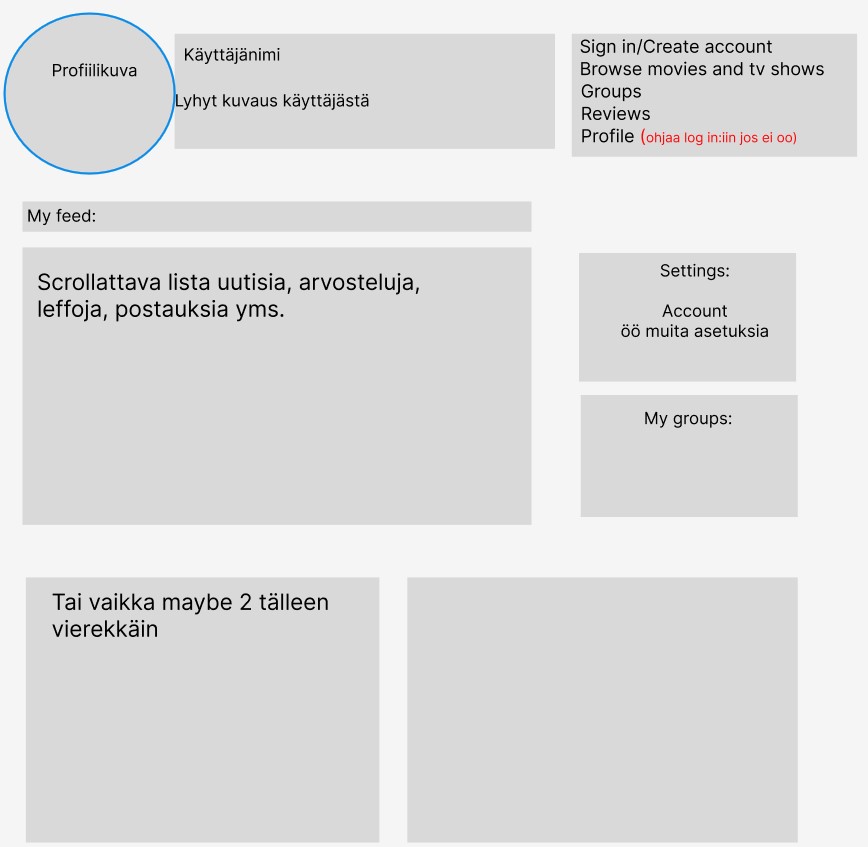 Profiilikuva
Käyttäjänimi
Lyhyt kuvaus käyttäjästä
Sign in/Create account
Browse movies and tv shows
Groups
Reviews
Profile (ohjaa log in:iin jos ei oo)
My feed:
Scrollattava lista uutisia, arvosteluja,
leffoja, postauksia yms.
Settings:
Account
öö muita asetuksia
My groups:
Tai vaikka maybe 2 tälleen
vierekkäin